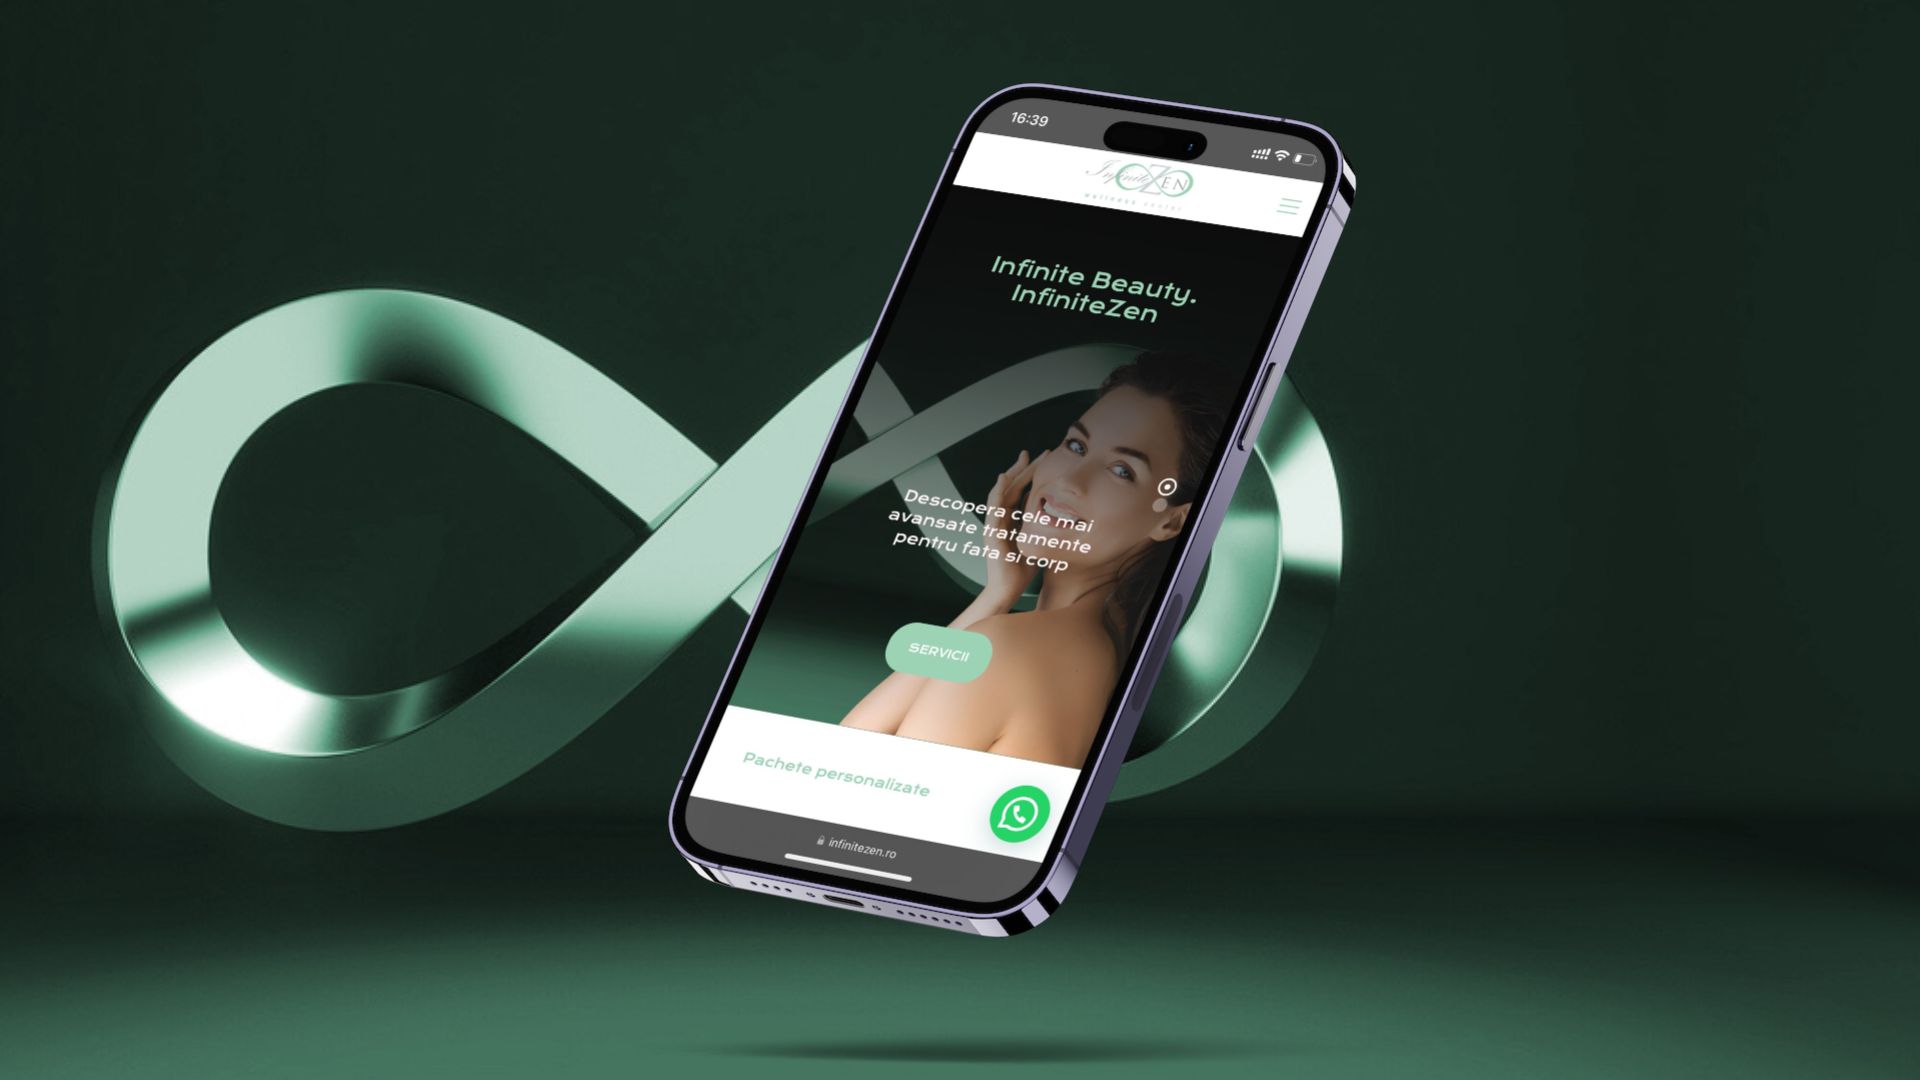 16:39
InfiniteZEN
wellness center
Infinite Beauty.
InfiniteZen
Descopera cele mai
avansate tratamente
pentru fata si corp
SERVICII
Pachete personalizate
infinitezen.ro